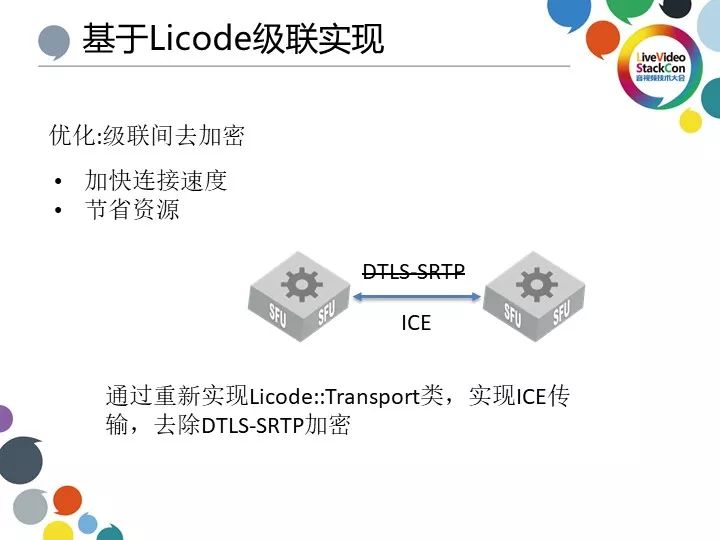 基于Licode级联实现
LiveVideo
StackCon
音视频技术大会
优化:级联间去加密
• 加快连接速度
• 节省资源
DTLS-SRTP
SFU SFU
SFU SFU
ICE
通过重新实现Licode::Transport类，实现ICE传
输，去除DTLS-SRTP加密